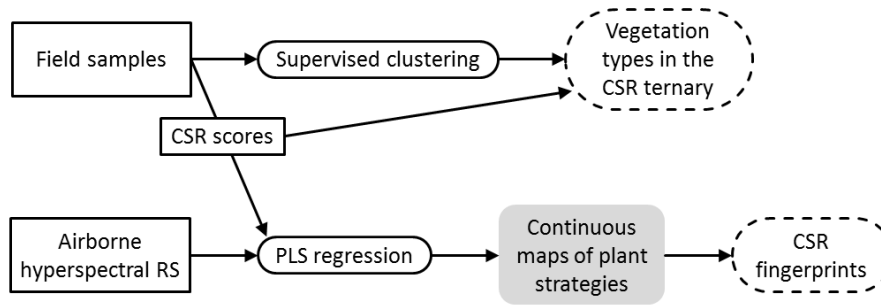 Field samples
Supervised clustering
Vegetation
types in the
CSR ternary
CSR scores
Airborne
hyperspectral RS
PLS regression
Continuous
maps of plant
strategies
CSR
fingerprints